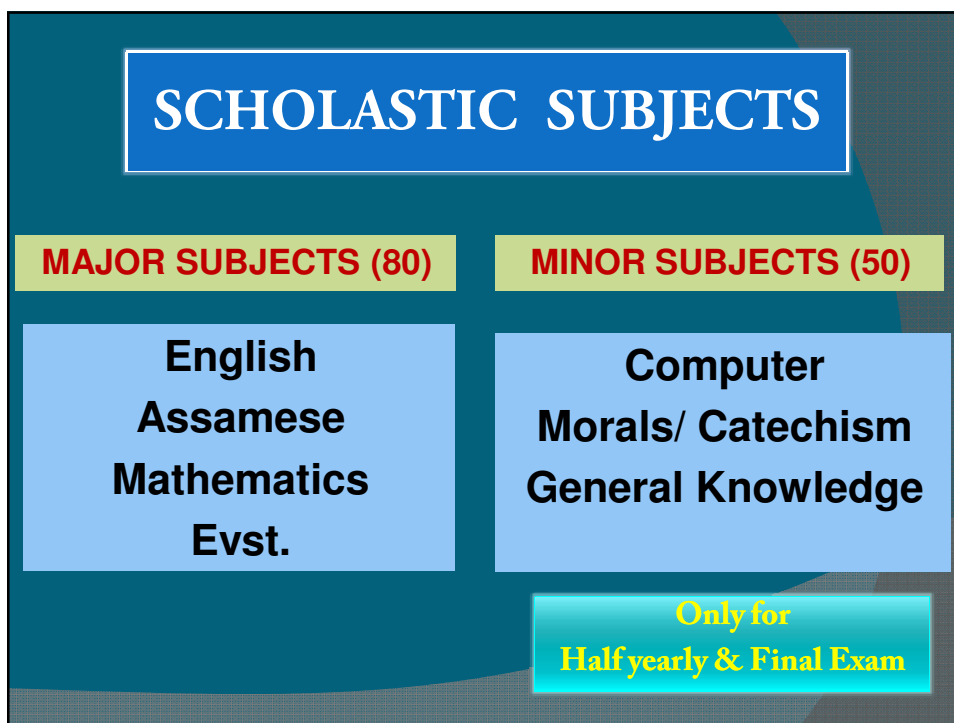 SCHOLASTIC SUBJECTS
MAJOR SUBJECTS (80)
English
Assamese
Mathematics
Evst.
MINOR SUBJECTS (50)
Computer
Morals/ Catechism
General Knowledge
Only for
Half yearly & Final Exam